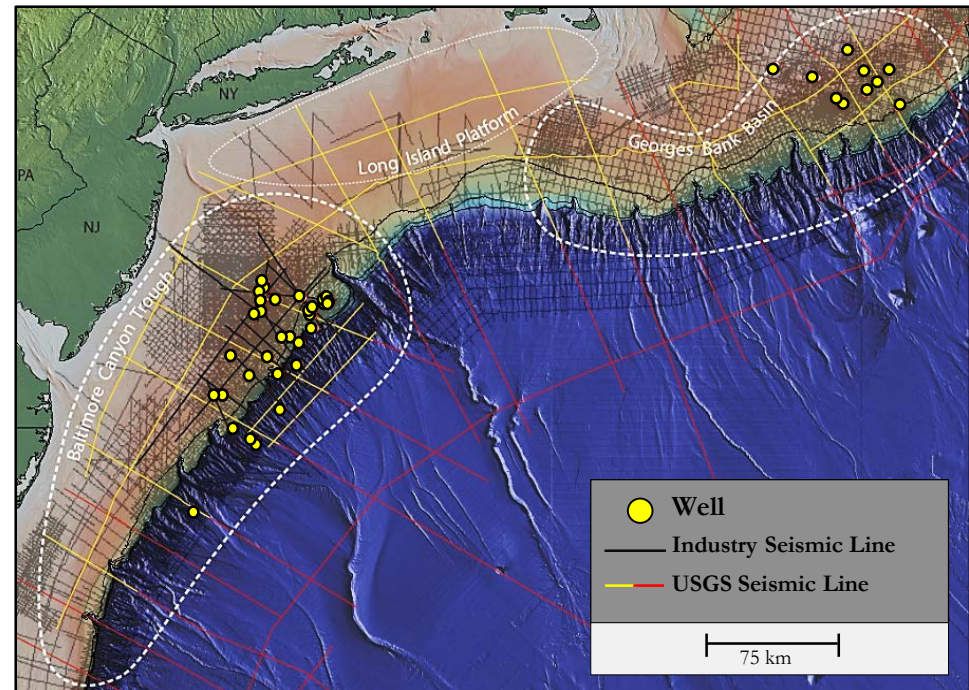 NY
PA
NJ
Long Island Platform
Georges Bank Basin
Baltimore Canyon Trough
Well
Industry Seismic Line
USGS Seismic Line
75 km